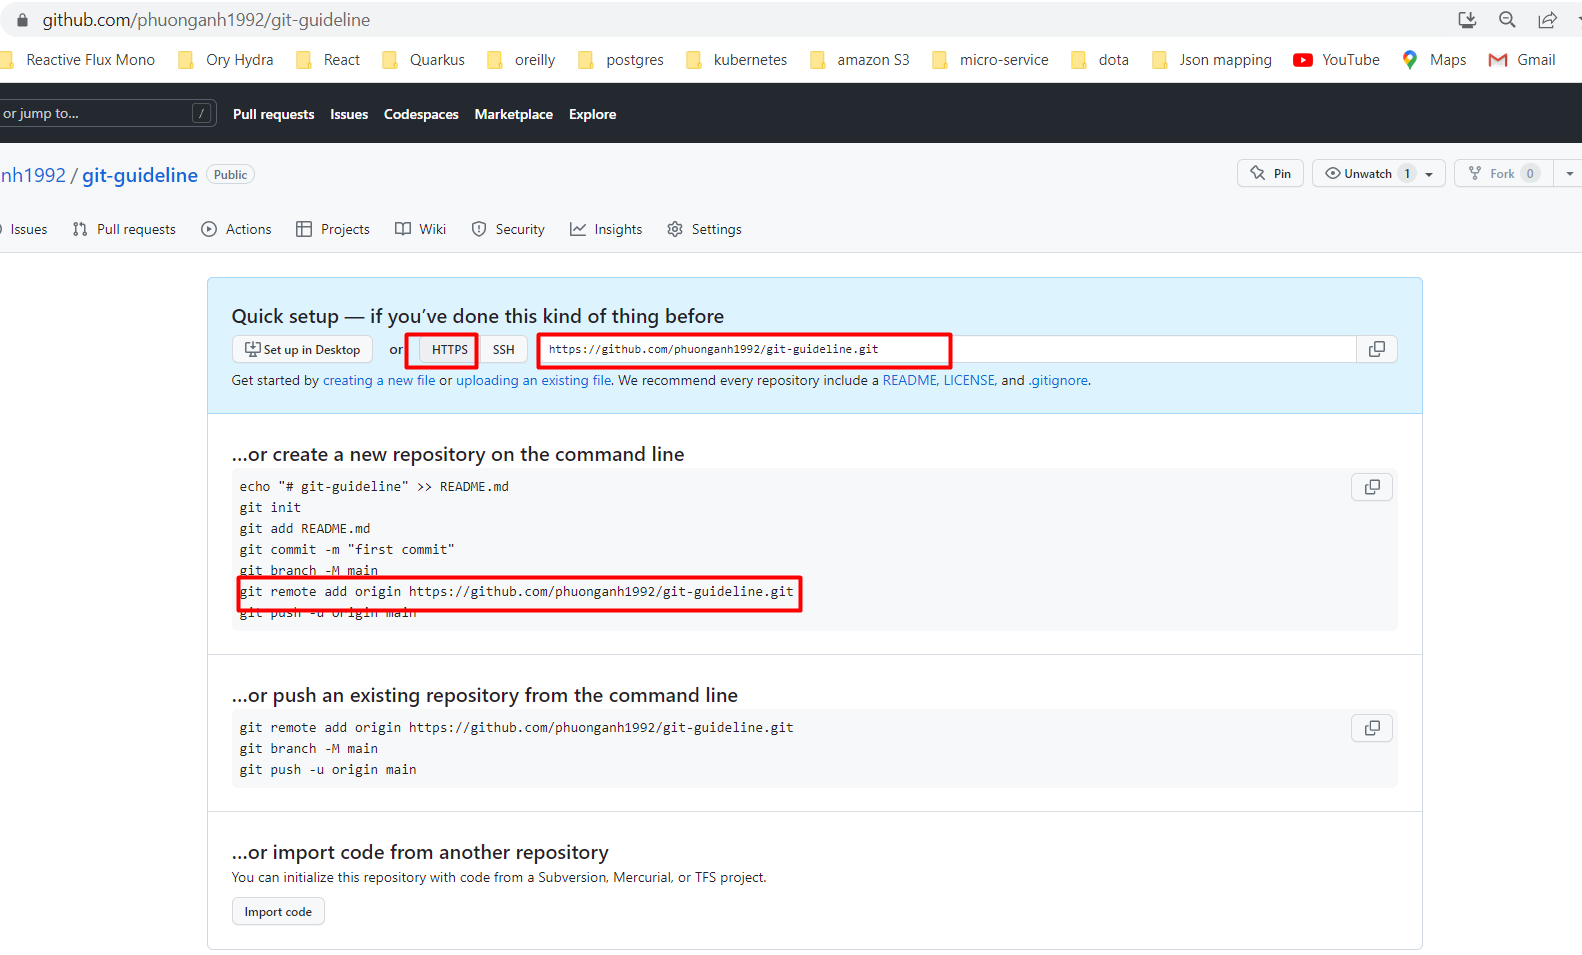 github.com/phuonganh1992/git-guideline
Reactive Flux Mono Ory Hydra React Quarkus oreilly postgres kubernetes amazon S3 micro-service dota Json mapping YouTube Maps Gmail
or jump to... / Pull requests Issues Codespaces Marketplace Explore
nh1992 / git-guideline Public Pin Unwatch 1 Fork 0
Issues Pull requests Actions Projects Wiki Security Insights Settings
Quick setup — if you’ve done this kind of thing before
Set up in Desktop or HTTPS SSH https://github.com/phuonganh1992/git-guideline.git
Get started by creating a new file or uploading an existing file. We recommend every repository include a README, LICENSE, and .gitignore.
…or create a new repository on the command line
echo "# git-guideline" >> README.md
git init
git add README.md
git commit -m "first commit"
git branch -M main
git remote add origin https://github.com/phuonganh1992/git-guideline.git
git push -u origin main
…or push an existing repository from the command line
git remote add origin https://github.com/phuonganh1992/git-guideline.git
git branch -M main
git push -u origin main
…or import code from another repository
You can initialize this repository with code from a Subversion, Mercurial, or TFS project.
Import code